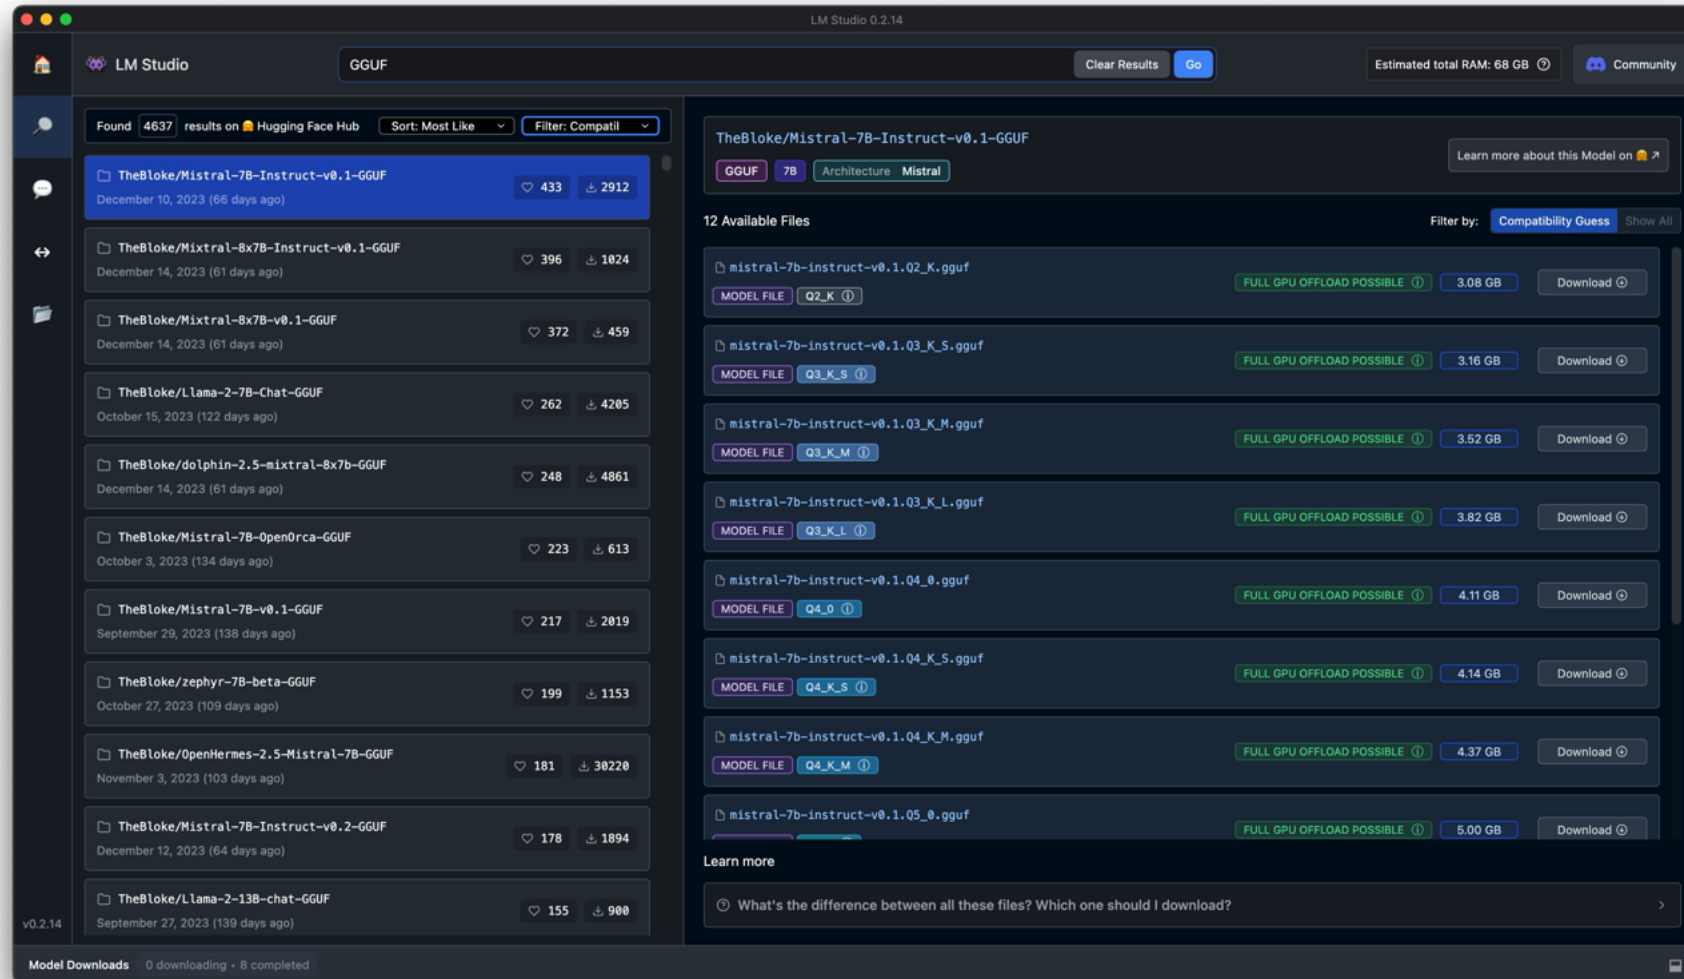 LM Studio 0.2.14
LM Studio
GGUF
Clear Results
Go
Estimated total RAM: 68 GB
Community
Found 4637 results on Hugging Face Hub
Sort: Most Like
Filter: Compatil
TheBloke/Mistral-7B-Instruct-v0.1-GGUF
December 10, 2023 (66 days ago)
433
2912
TheBloke/Mixtral-8x7B-Instruct-v0.1-GGUF
December 14, 2023 (61 days ago)
396
1024
TheBloke/Mixtral-8x7B-v0.1-GGUF
December 14, 2023 (61 days ago)
372
459
TheBloke/Llama-2-7B-Chat-GGUF
October 15, 2023 (122 days ago)
262
4205
TheBloke/dolphin-2.5-mixtral-8x7b-GGUF
December 14, 2023 (61 days ago)
248
4861
TheBloke/Mistral-7B-OpenOrca-GGUF
October 3, 2023 (134 days ago)
223
613
TheBloke/Mistral-7B-v0.1-GGUF
September 29, 2023 (138 days ago)
217
2019
TheBloke/zephyr-7B-beta-GGUF
October 27, 2023 (109 days ago)
199
1153
TheBloke/OpenHermes-2.5-Mistral-7B-GGUF
November 3, 2023 (103 days ago)
181
30220
TheBloke/Mistral-7B-Instruct-v0.2-GGUF
December 12, 2023 (64 days ago)
178
1894
TheBloke/Llama-2-13B-chat-GGUF
September 27, 2023 (139 days ago)
155
900
v0.2.14
TheBloke/Mistral-7B-Instruct-v0.1-GGUF
GGUF
7B
Architecture Mistral
Learn more about this Model on
12 Available Files
Filter by:
Compatibility Guess
Show All
mistral-7b-instruct-v0.1.Q2_K.gguf
MODEL FILE
Q2_K
FULL GPU OFFLOAD POSSIBLE
3.08 GB
Download
mistral-7b-instruct-v0.1.Q3_K_S.gguf
MODEL FILE
Q3_K_S
FULL GPU OFFLOAD POSSIBLE
3.16 GB
Download
mistral-7b-instruct-v0.1.Q3_K_M.gguf
MODEL FILE
Q3_K_M
FULL GPU OFFLOAD POSSIBLE
3.52 GB
Download
mistral-7b-instruct-v0.1.Q3_K_L.gguf
MODEL FILE
Q3_K_L
FULL GPU OFFLOAD POSSIBLE
3.82 GB
Download
mistral-7b-instruct-v0.1.Q4_0.gguf
MODEL FILE
Q4_0
FULL GPU OFFLOAD POSSIBLE
4.11 GB
Download
mistral-7b-instruct-v0.1.Q4_K_S.gguf
MODEL FILE
Q4_K_S
FULL GPU OFFLOAD POSSIBLE
4.14 GB
Download
mistral-7b-instruct-v0.1.Q4_K_M.gguf
MODEL FILE
Q4_K_M
FULL GPU OFFLOAD POSSIBLE
4.37 GB
Download
mistral-7b-instruct-v0.1.Q5_0.gguf
FULL GPU OFFLOAD POSSIBLE
5.00 GB
Download
Learn more
What's the difference between all these files? Which one should I download?
Model Downloads
0 downloading • 8 completed